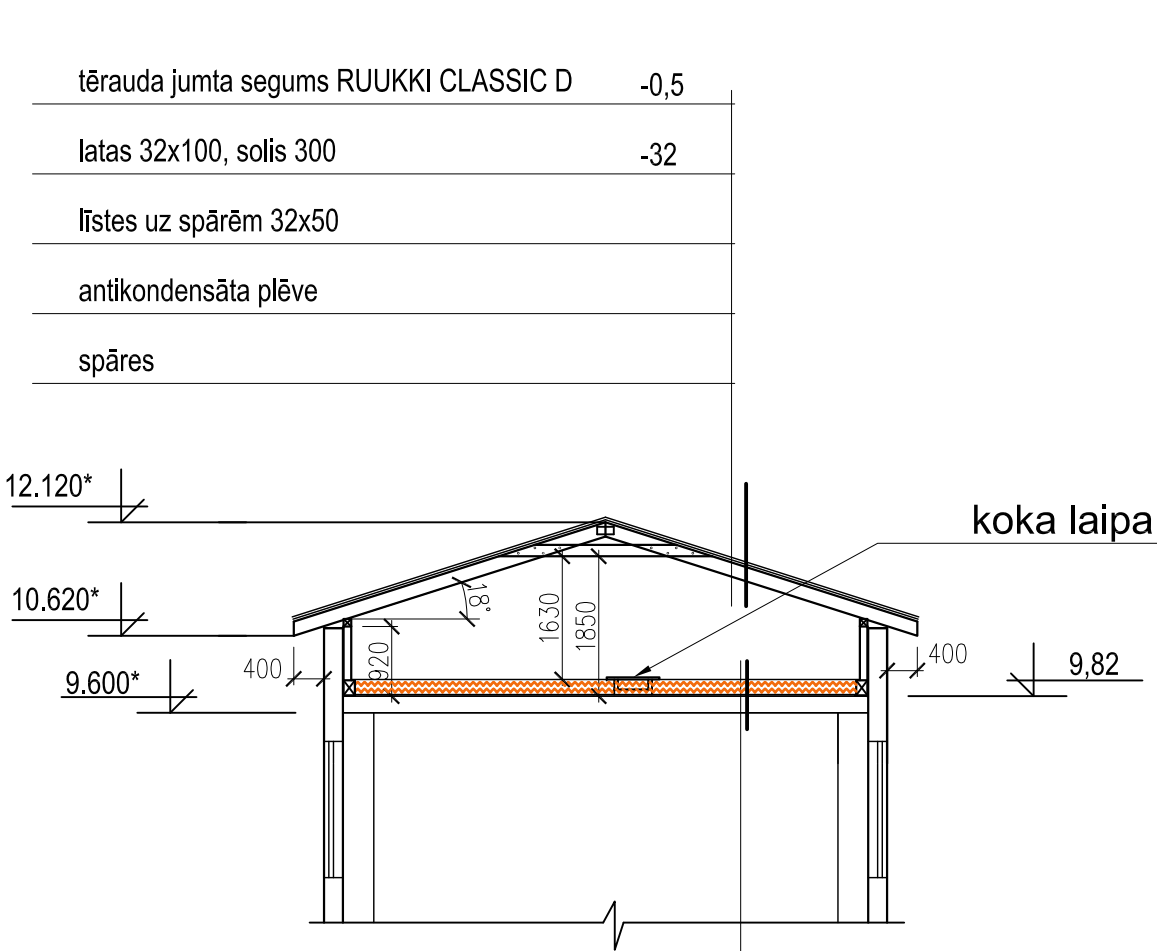 tērauda jumta segums RUUKKI CLASSIC D -0,5
latas 32x100, solis 300 -32
līstes uz spārēm 32x50
antikondensāta plēve
spāres
12.120*
koka laipa
10.620*
18°
1630
1850
920
400
400
9.600*
9,82